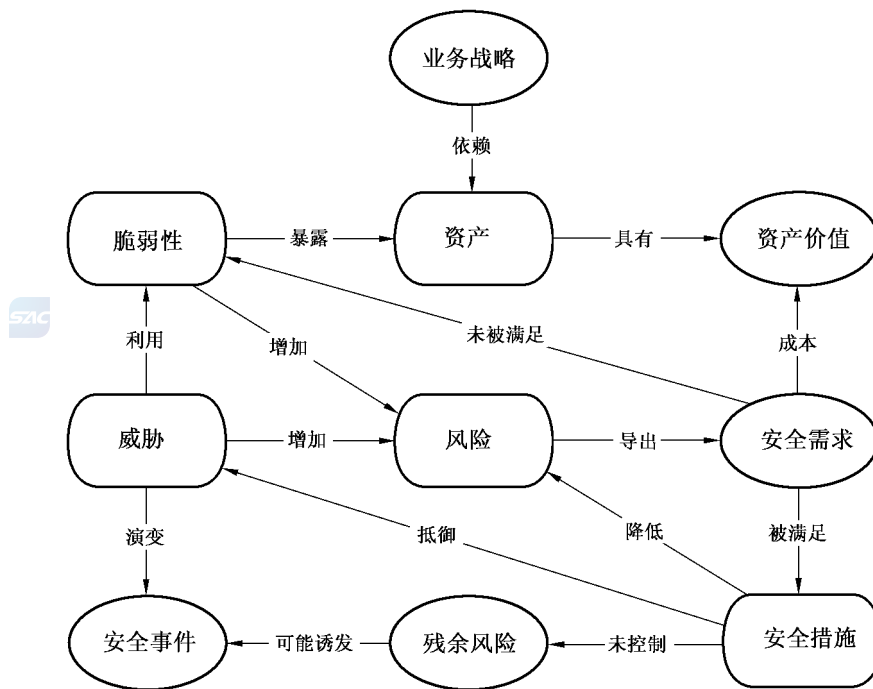 业务战略
依赖
脆弱性
暴露
资产
具有
资产价值
SAC
利用
增加
未被满足
成本
威胁
增加
风险
导出
安全需求
演变
抵御
降低
被满足
安全事件
可能诱发
残余风险
未控制
安全措施